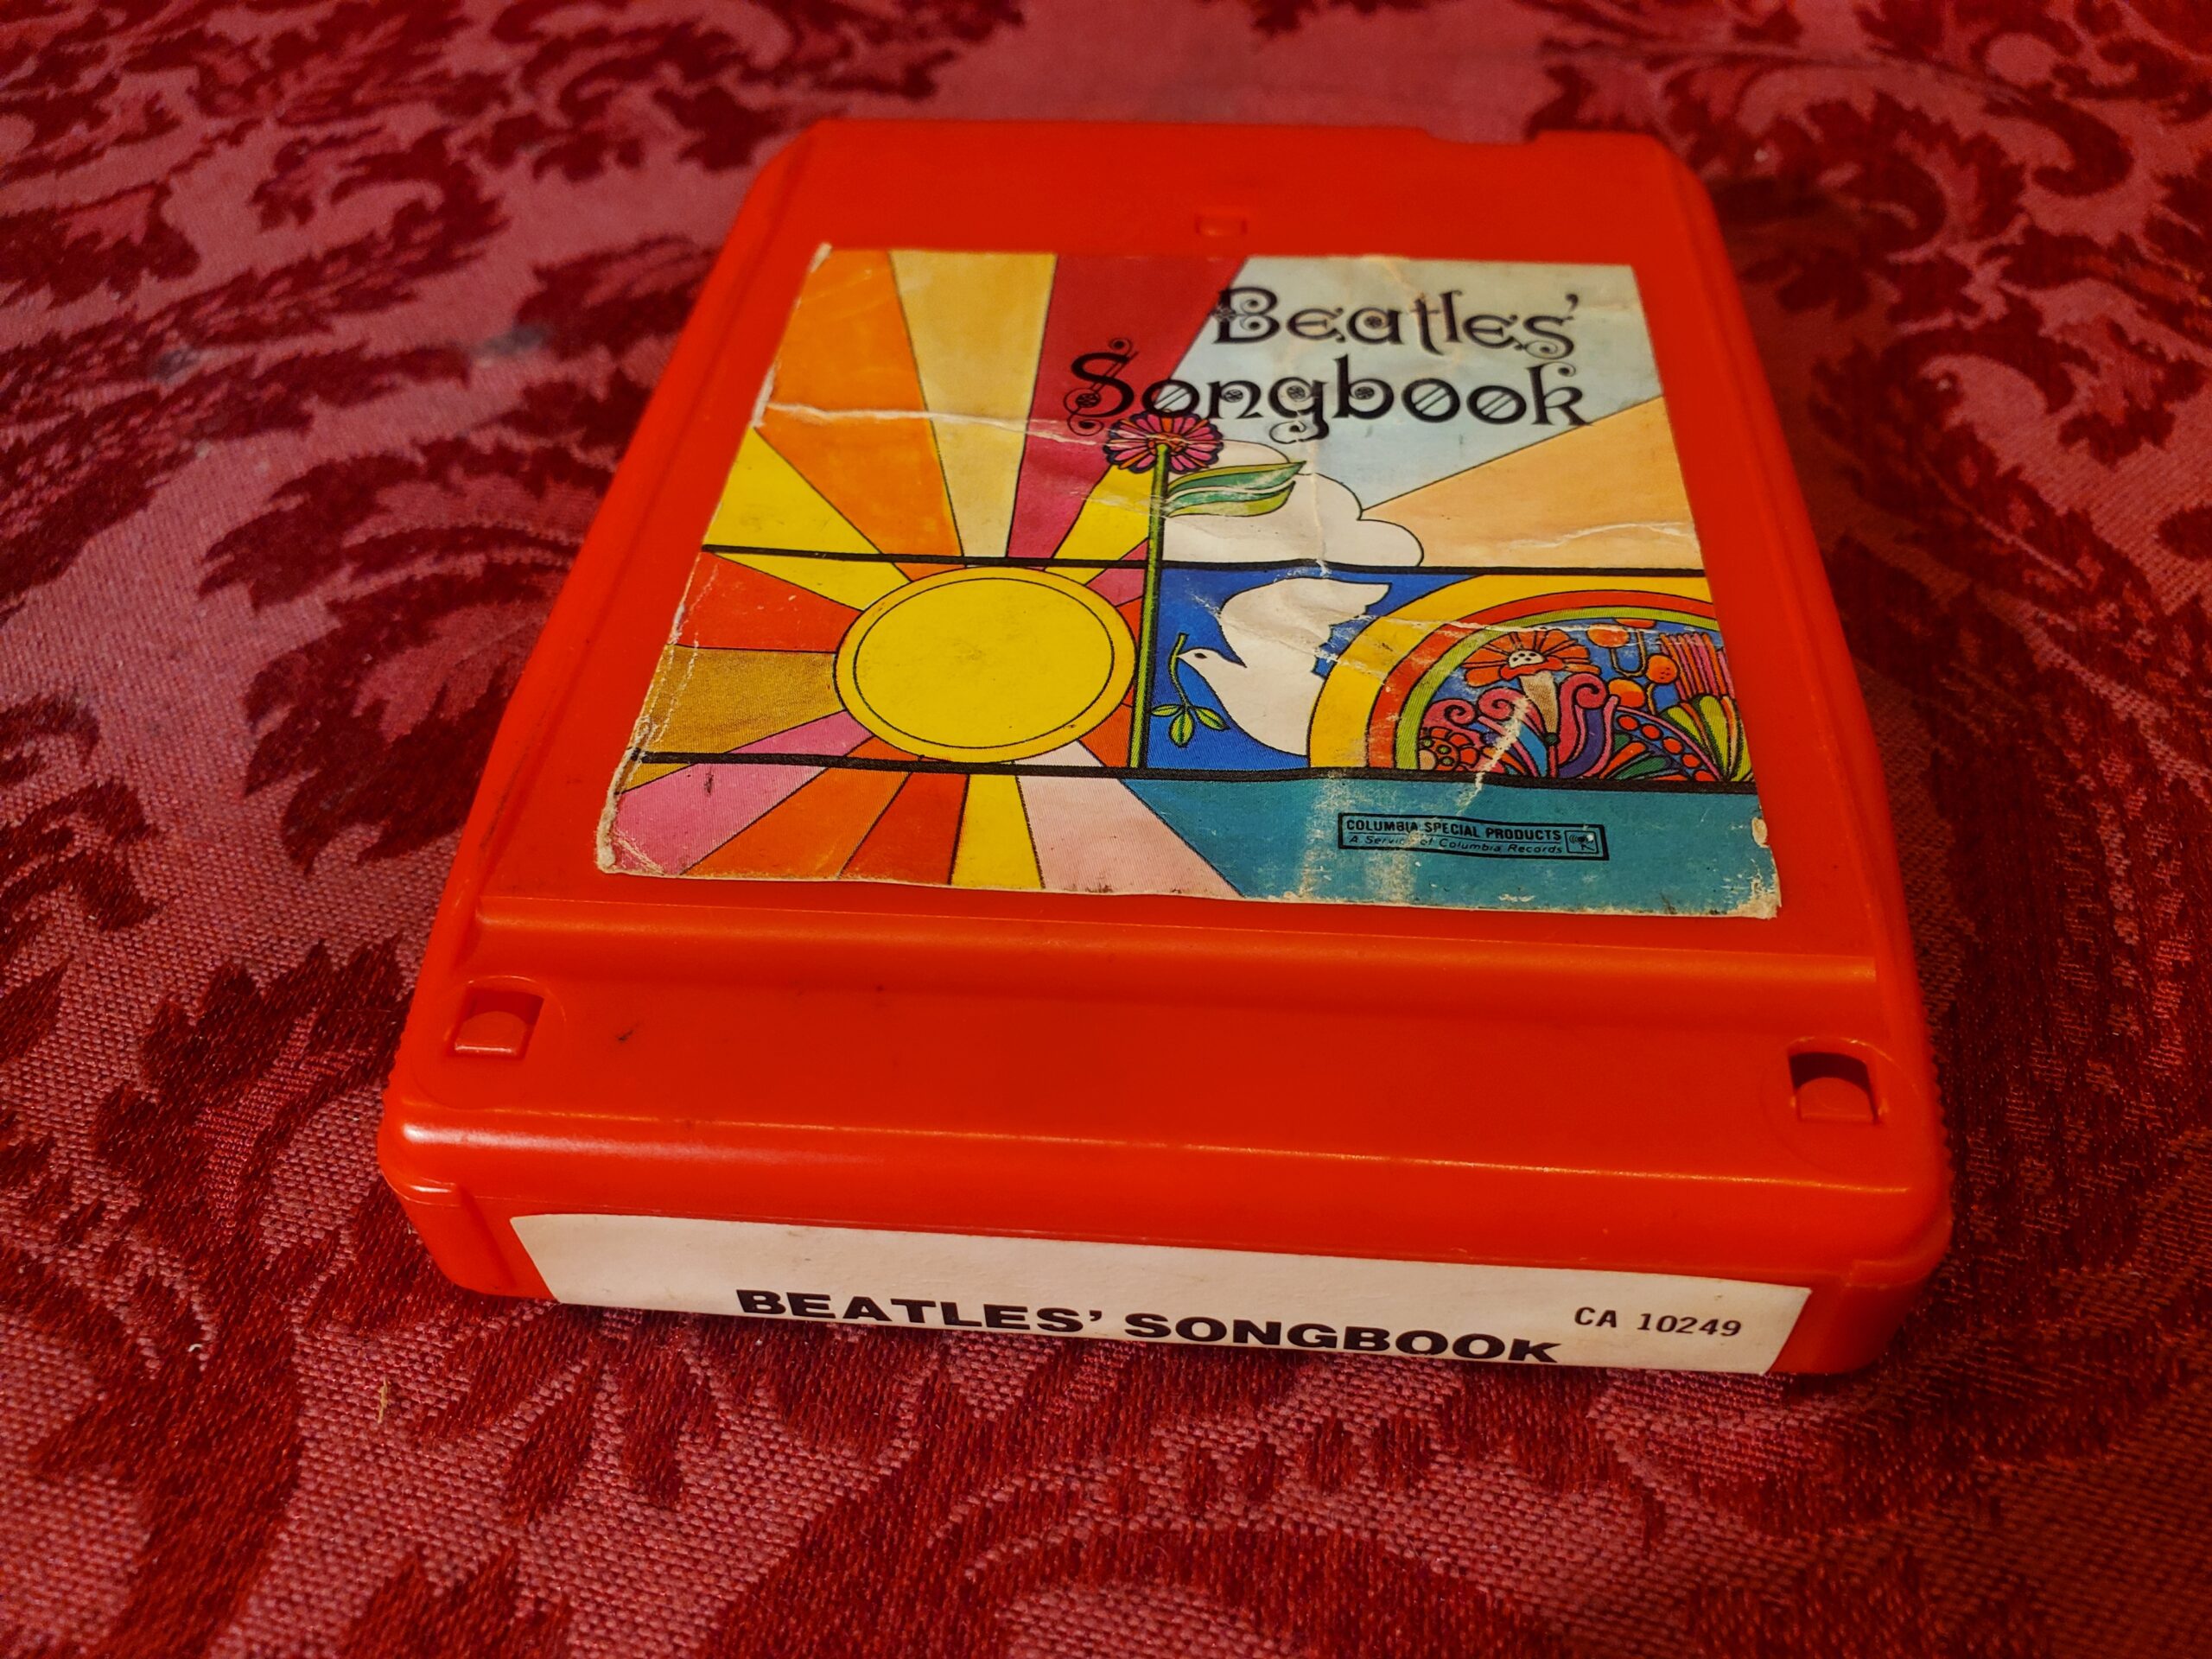 Beatles'
Songbook
COLUMBIA SPECIAL PRODUCTS
A Service of Columbia Records
BEATLES' SONGBOOK
CA 10249